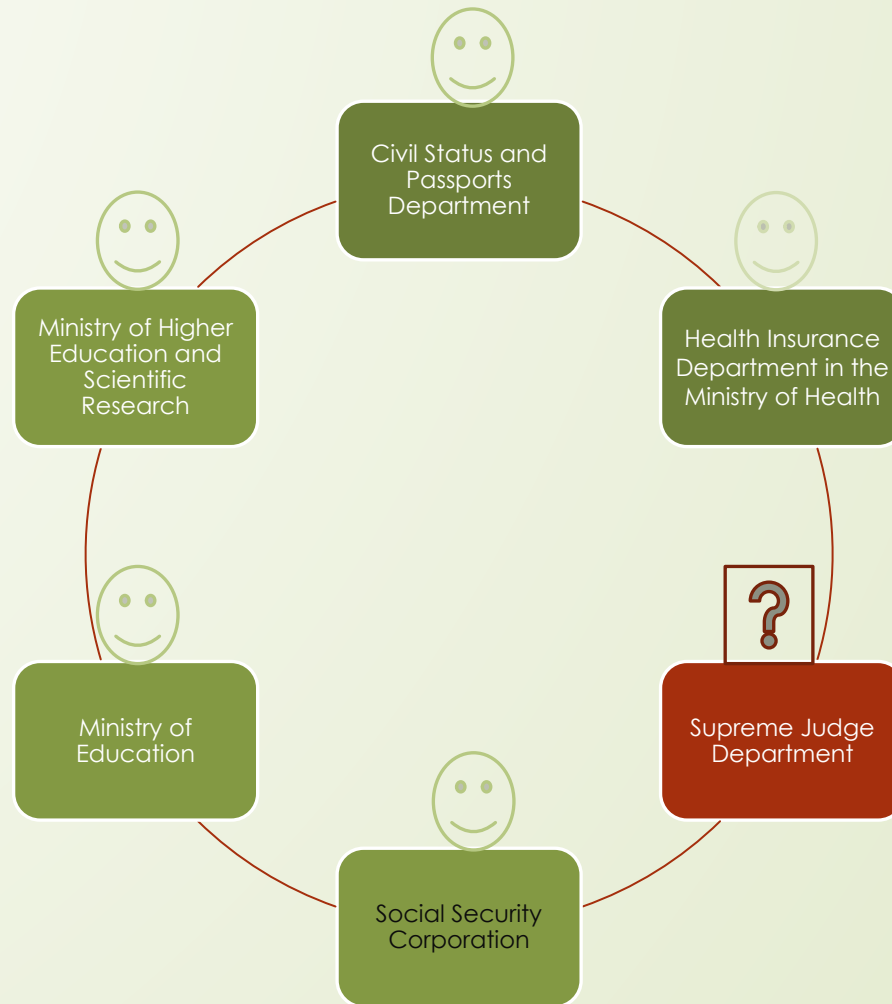 Civil Status and
Passports
Department
Ministry of Higher
Education and
Scientific
Research
Health Insurance
Department in the
Ministry of Health
?
Ministry of
Education
Supreme Judge
Department
Social Security
Corporation